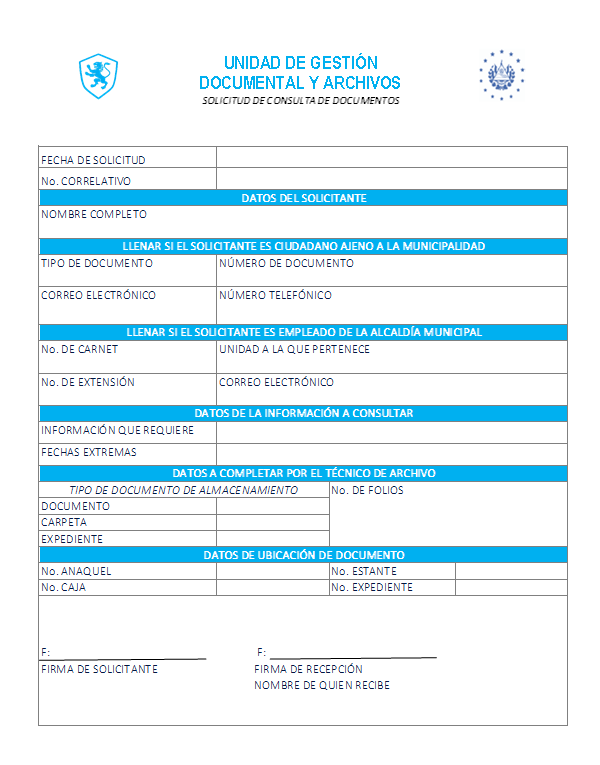 UNIDAD DE GESTIÓN
DOCUMENTAL Y ARCHIVOS
SOLICITUD DE CONSULTA DE DOCUMENTOS
FECHA DE SOLICITUD
No. CORRELATIVO
DATOS DEL SOLICITANTE
NOMBRE COMPLETO
LLENAR SI EL SOLICITANTE ES CIUDADANO AJENO A LA MUNICIPALIDAD
TIPO DE DOCUMENTO NÚMERO DE DOCUMENTO
CORREO ELECTRÓNICO NÚMERO TELEFÓNICO
LLENAR SI EL SOLICITANTE ES EMPLEADO DE LA ALCALDÍA MUNICIPAL
No. DE CARNET UNIDAD A LA QUE PERTENECE
No. DE EXTENSIÓN CORREO ELECTRÓNICO
DATOS DE LA INFORMACIÓN A CONSULTAR
INFORMACIÓN QUE REQUIERE
FECHAS EXTREMAS
DATOS A COMPLETAR POR EL TÉCNICO DE ARCHIVO
TIPO DE DOCUMENTO DE ALMACENAMIENTO No. DE FOLIOS
DOCUMENTO
CARPETA
EXPEDIENTE
DATOS DE UBICACIÓN DE DOCUMENTO
No. ANAQUEL No. ESTANTE
No. CAJA No. EXPEDIENTE
F: F:
FIRMA DE SOLICITANTE FIRMA DE RECEPCIÓN
NOMBRE DE QUIEN RECIBE